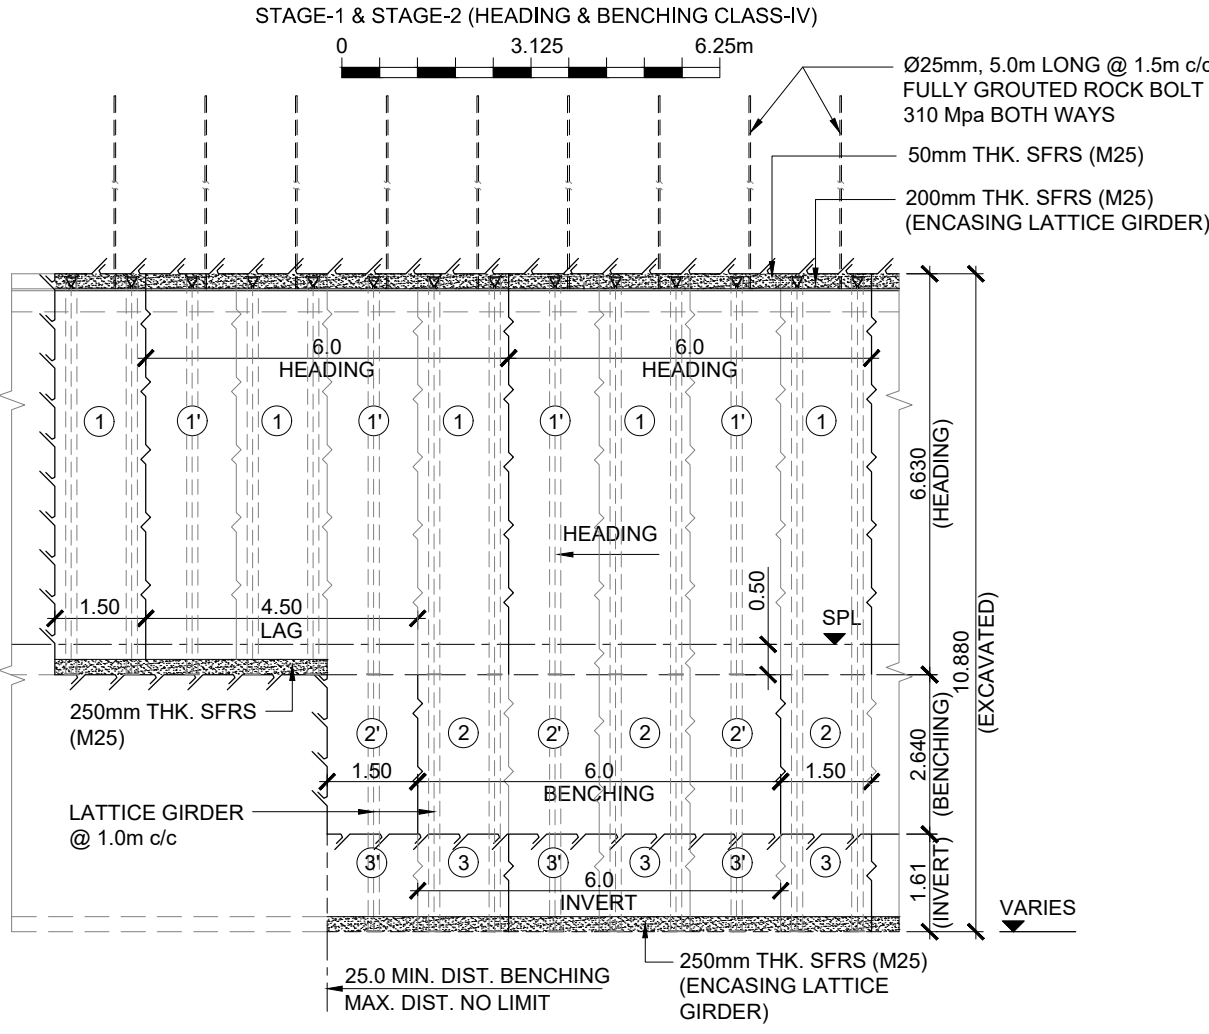 STAGE-1 & STAGE-2 (HEADING & BENCHING CLASS-IV)
0 3.125 6.25m
Ø25mm, 5.0m LONG @ 1.5m c/c
FULLY GROUTED ROCK BOLT
310 Mpa BOTH WAYS
50mm THK. SFRS (M25)
200mm THK. SFRS (M25)
(ENCASING LATTICE GIRDER)
6.0
HEADING
6.0
HEADING
1 1' 1 1' 1 1' 1 1' 1
6.630
(HEADING)
HEADING
1.50
4.50
LAG
0.50
SPL
10.880
(EXCAVATED)
250mm THK. SFRS
(M25)
2' 2 2' 2 2' 2
2.640
(BENCHING)
1.50
6.0
BENCHING
1.50
LATTICE GIRDER
@ 1.0m c/c
3' 3 3' 3 3' 3
1.61
(INVERT)
6.0
INVERT
VARIES
25.0 MIN. DIST. BENCHING
MAX. DIST. NO LIMIT
250mm THK. SFRS (M25)
(ENCASING LATTICE
GIRDER)